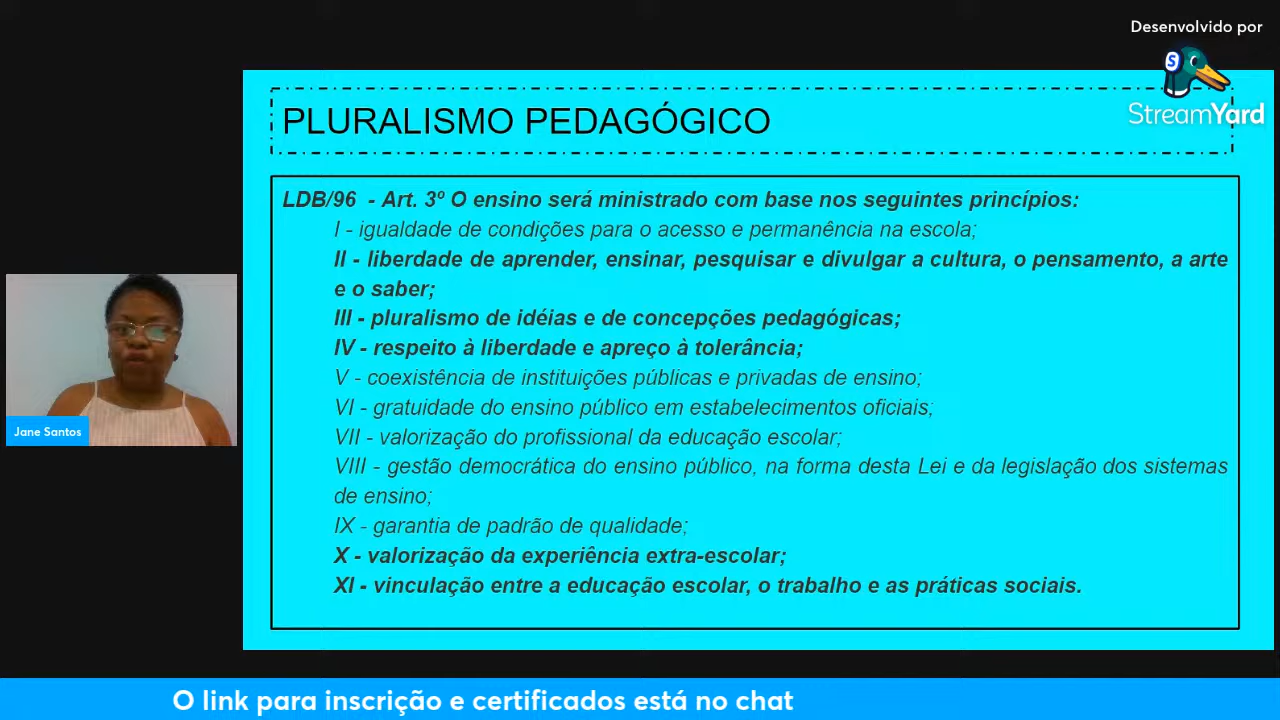 Desenvolvido por
S
StreamYard
PLURALISMO PEDAGÓGICO
LDB/96 - Art. 3º O ensino será ministrado com base nos seguintes princípios:
I - igualdade de condições para o acesso e permanência na escola;
II - liberdade de aprender, ensinar, pesquisar e divulgar a cultura, o pensamento, a arte
e o saber;
III - pluralismo de idéias e de concepções pedagógicas;
IV - respeito à liberdade e apreço à tolerância;
V - coexistência de instituições públicas e privadas de ensino;
VI - gratuidade do ensino público em estabelecimentos oficiais;
VII - valorização do profissional da educação escolar;
VIII - gestão democrática do ensino público, na forma desta Lei e da legislação dos sistemas
de ensino;
IX - garantia de padrão de qualidade;
X - valorização da experiência extra-escolar;
XI - vinculação entre a educação escolar, o trabalho e as práticas sociais.
Jane Santos
O link para inscrição e certificados está no chat